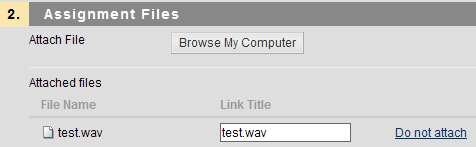 2. Assignment Files
Attach File Browse My Computer
Attached files
File Name Link Title
test.wav test.wav Do not attach